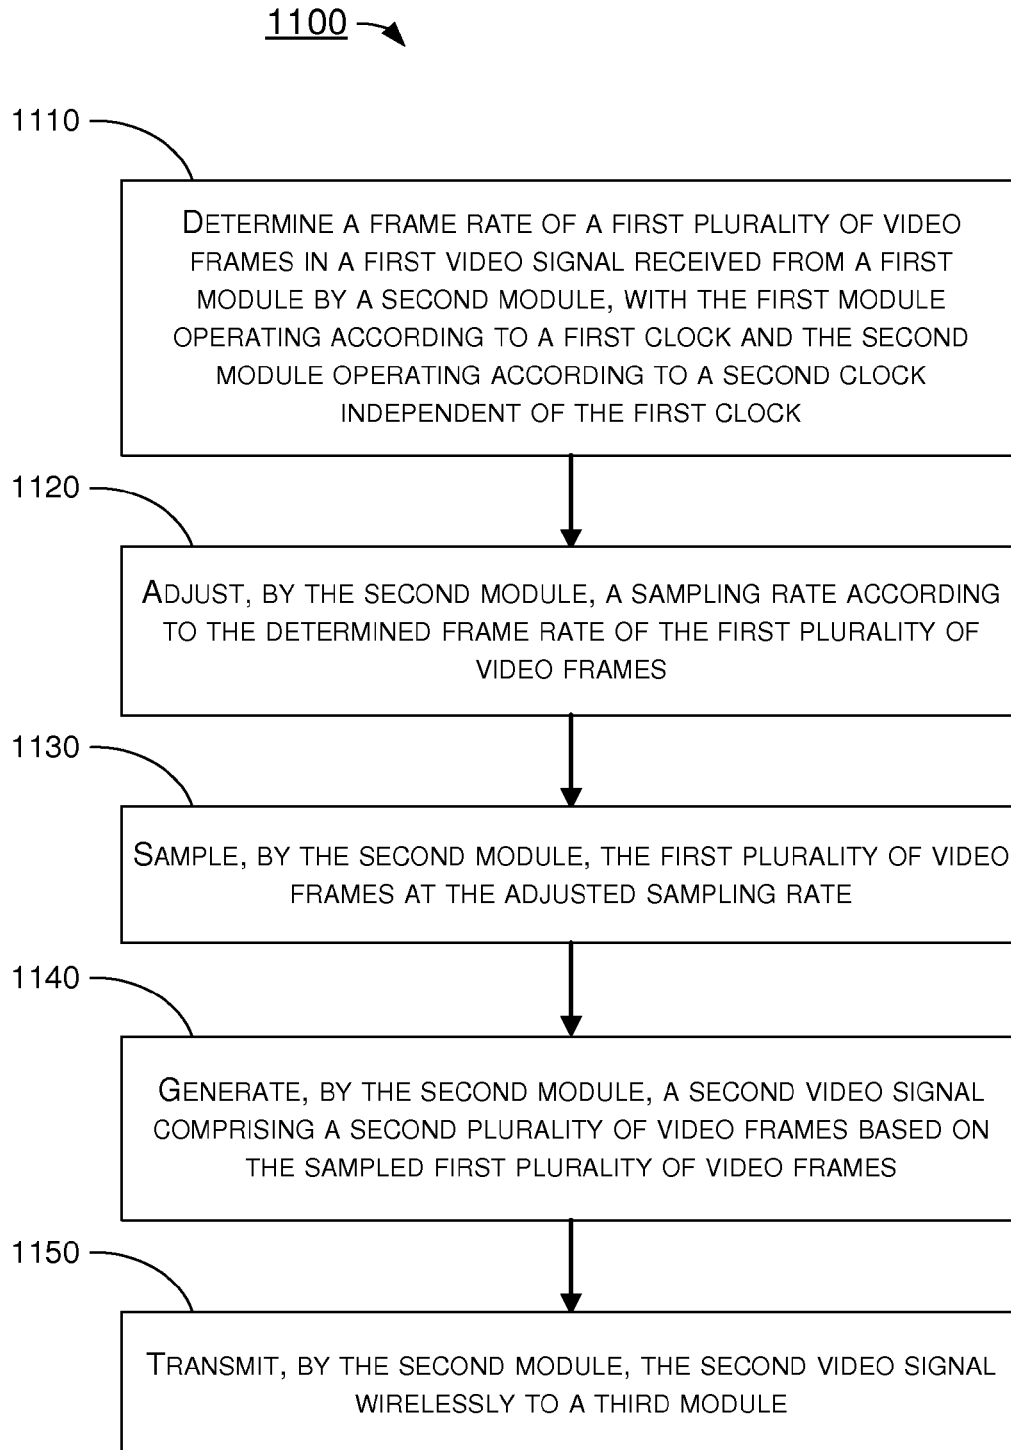 1100
1110
DETERMINE A FRAME RATE OF A FIRST PLURALITY OF VIDEO
FRAMES IN A FIRST VIDEO SIGNAL RECEIVED FROM A FIRST
MODULE BY A SECOND MODULE, WITH THE FIRST MODULE
OPERATING ACCORDING TO A FIRST CLOCK AND THE SECOND
MODULE OPERATING ACCORDING TO A SECOND CLOCK
INDEPENDENT OF THE FIRST CLOCK
1120
ADJUST, BY THE SECOND MODULE, A SAMPLING RATE ACCORDING
TO THE DETERMINED FRAME RATE OF THE FIRST PLURALITY OF
VIDEO FRAMES
1130
SAMPLE, BY THE SECOND MODULE, THE FIRST PLURALITY OF VIDEO
FRAMES AT THE ADJUSTED SAMPLING RATE
1140
GENERATE, BY THE SECOND MODULE, A SECOND VIDEO SIGNAL
COMPRISING A SECOND PLURALITY OF VIDEO FRAMES BASED ON
THE SAMPLED FIRST PLURALITY OF VIDEO FRAMES
1150
TRANSMIT, BY THE SECOND MODULE, THE SECOND VIDEO SIGNAL
WIRELESSLY TO A THIRD MODULE